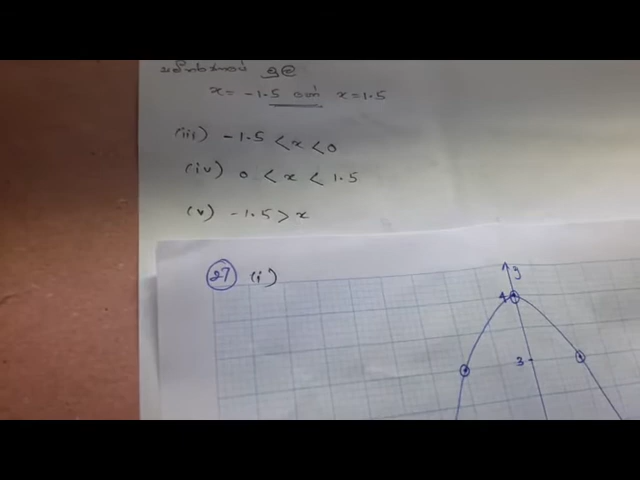 x = -1.5 හෝ x = 1.5
(iii) -1.5 < x < 0
(iv) 0 < x < 1.5
(v) -1.5 > x
27 (i)
y
4
3